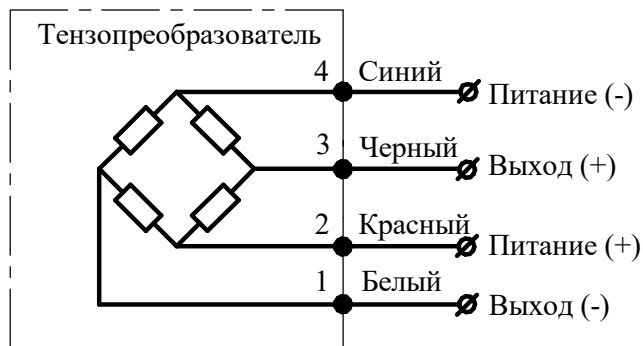 Тензопреобразователь
4 Синий Питание (-)
3 Черный Выход (+)
2 Красный Питание (+)
1 Белый Выход (-)